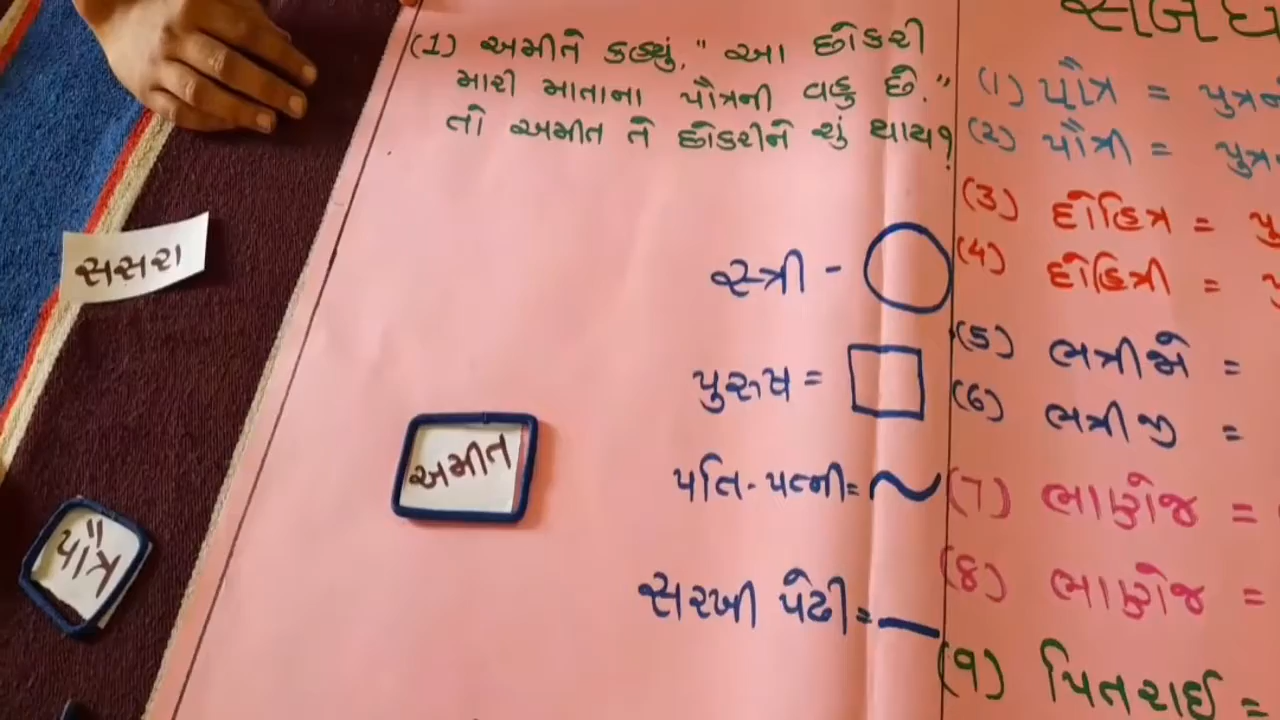 (1) અમીતે કહ્યું, "આ છોકરી
મારી માતાના પૌત્રની વહુ છે."
તો અમીત તે છોકરીને શું થાય?
સ્ત્રી -
પુરુષ =
પતિ-પત્ની = ~
સરખી પેઢી = —
સસરા
અમીત
પૌત્ર
(1) પૌત્ર =
(2) પૌત્રી =
(3) દૌહિત્ર =
(4) દૌહિત્રી =
(5) ભત્રીજો =
(6) ભત્રીજી =
(7) ભાણેજ =
(8) ભાણેજ =
(9) પિતરાઈ =